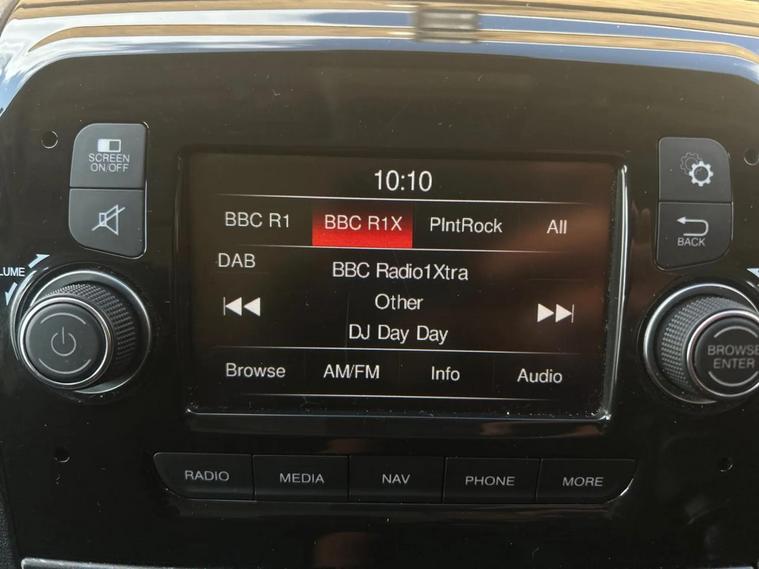 SCREEN
ON/OFF
10:10
BBC R1 BBC R1X PlntRock All
BACK
DAB
BBC Radio1Xtra
Other
DJ Day Day
BROWSE
ENTER
Browse AM/FM Info Audio
RADIO MEDIA NAV PHONE MORE